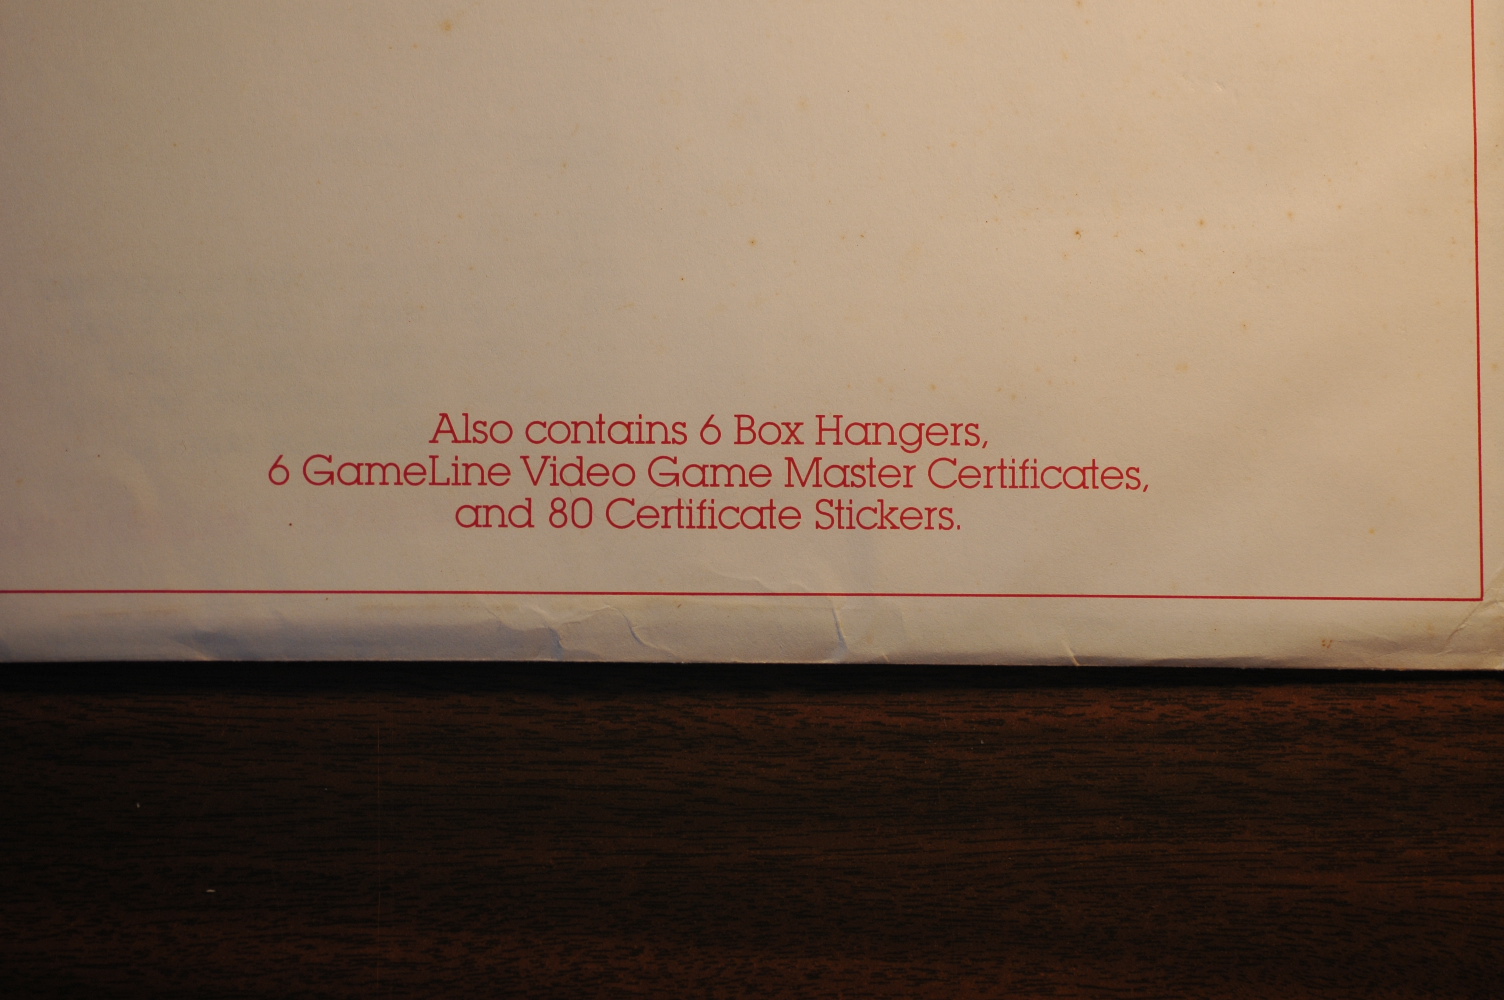 Also contains 6 Box Hangers,
6 GameLine Video Game Master Certificates,
and 80 Certificate Stickers.